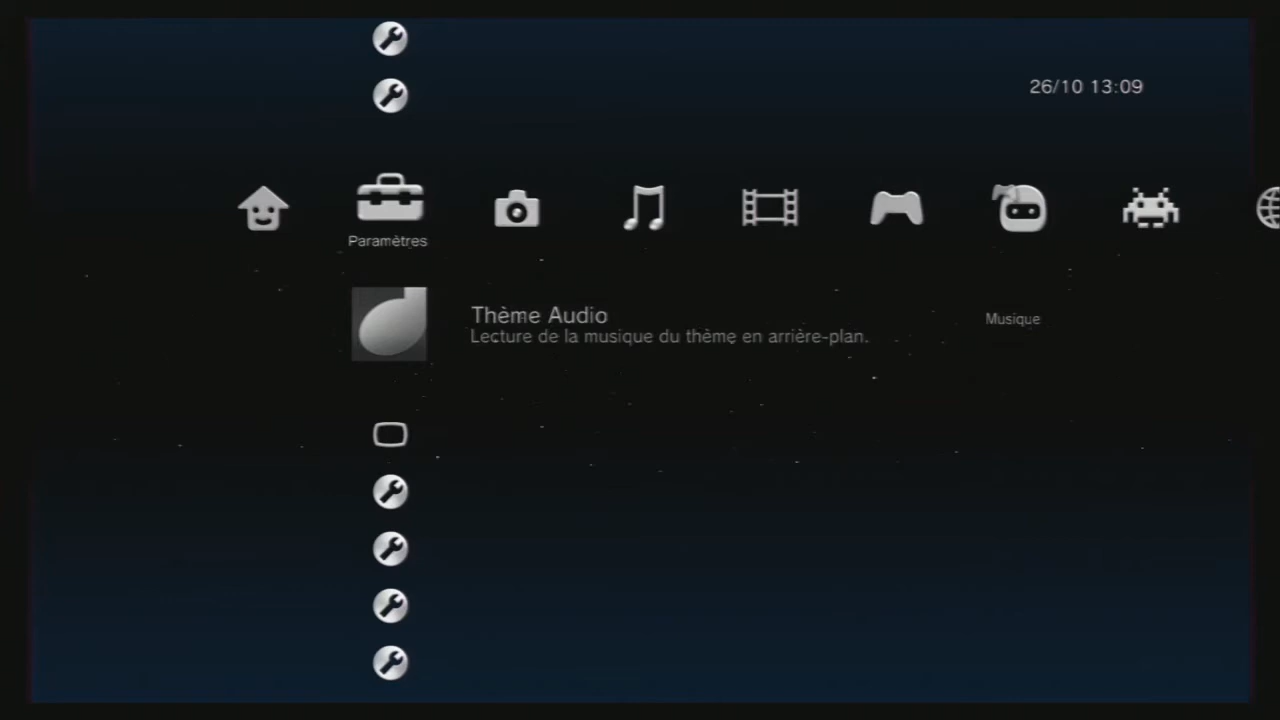 26/10 13:09
Paramètres
Thème Audio
Musique
Lecture de la musique du thème en arrière-plan.